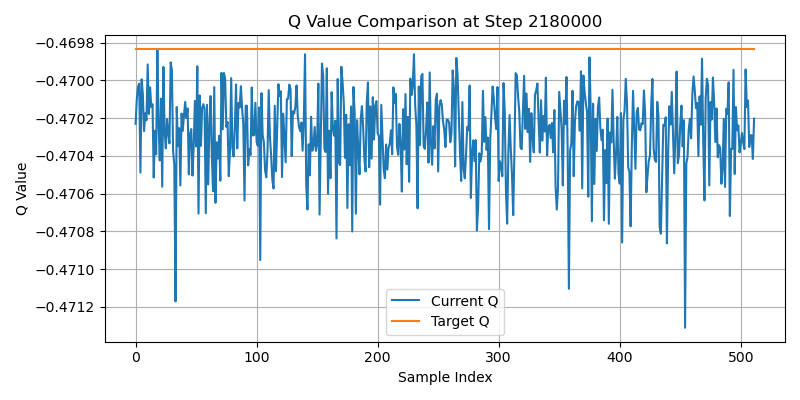 Q Value Comparison at Step 2180000
Q Value
−0.4698
−0.4700
−0.4702
−0.4704
−0.4706
−0.4708
−0.4710
−0.4712
Current Q
Target Q
0
100
200
300
400
500
Sample Index